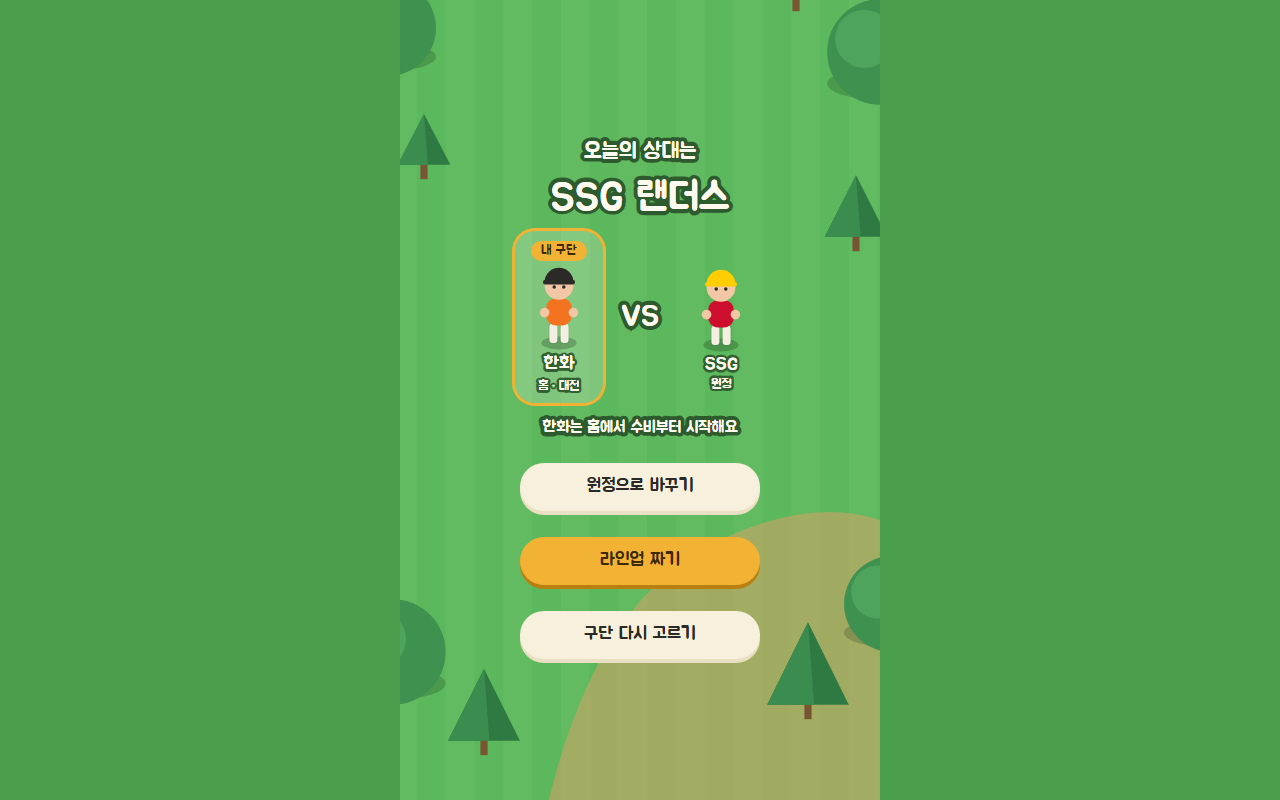 오늘의 상대는
SSG 랜더스
내 구단
VS
한화
홈 · 대전
SSG
원정
한화는 홈에서 수비부터 시작해요
원정으로 바꾸기
라인업 짜기
구단 다시 고르기